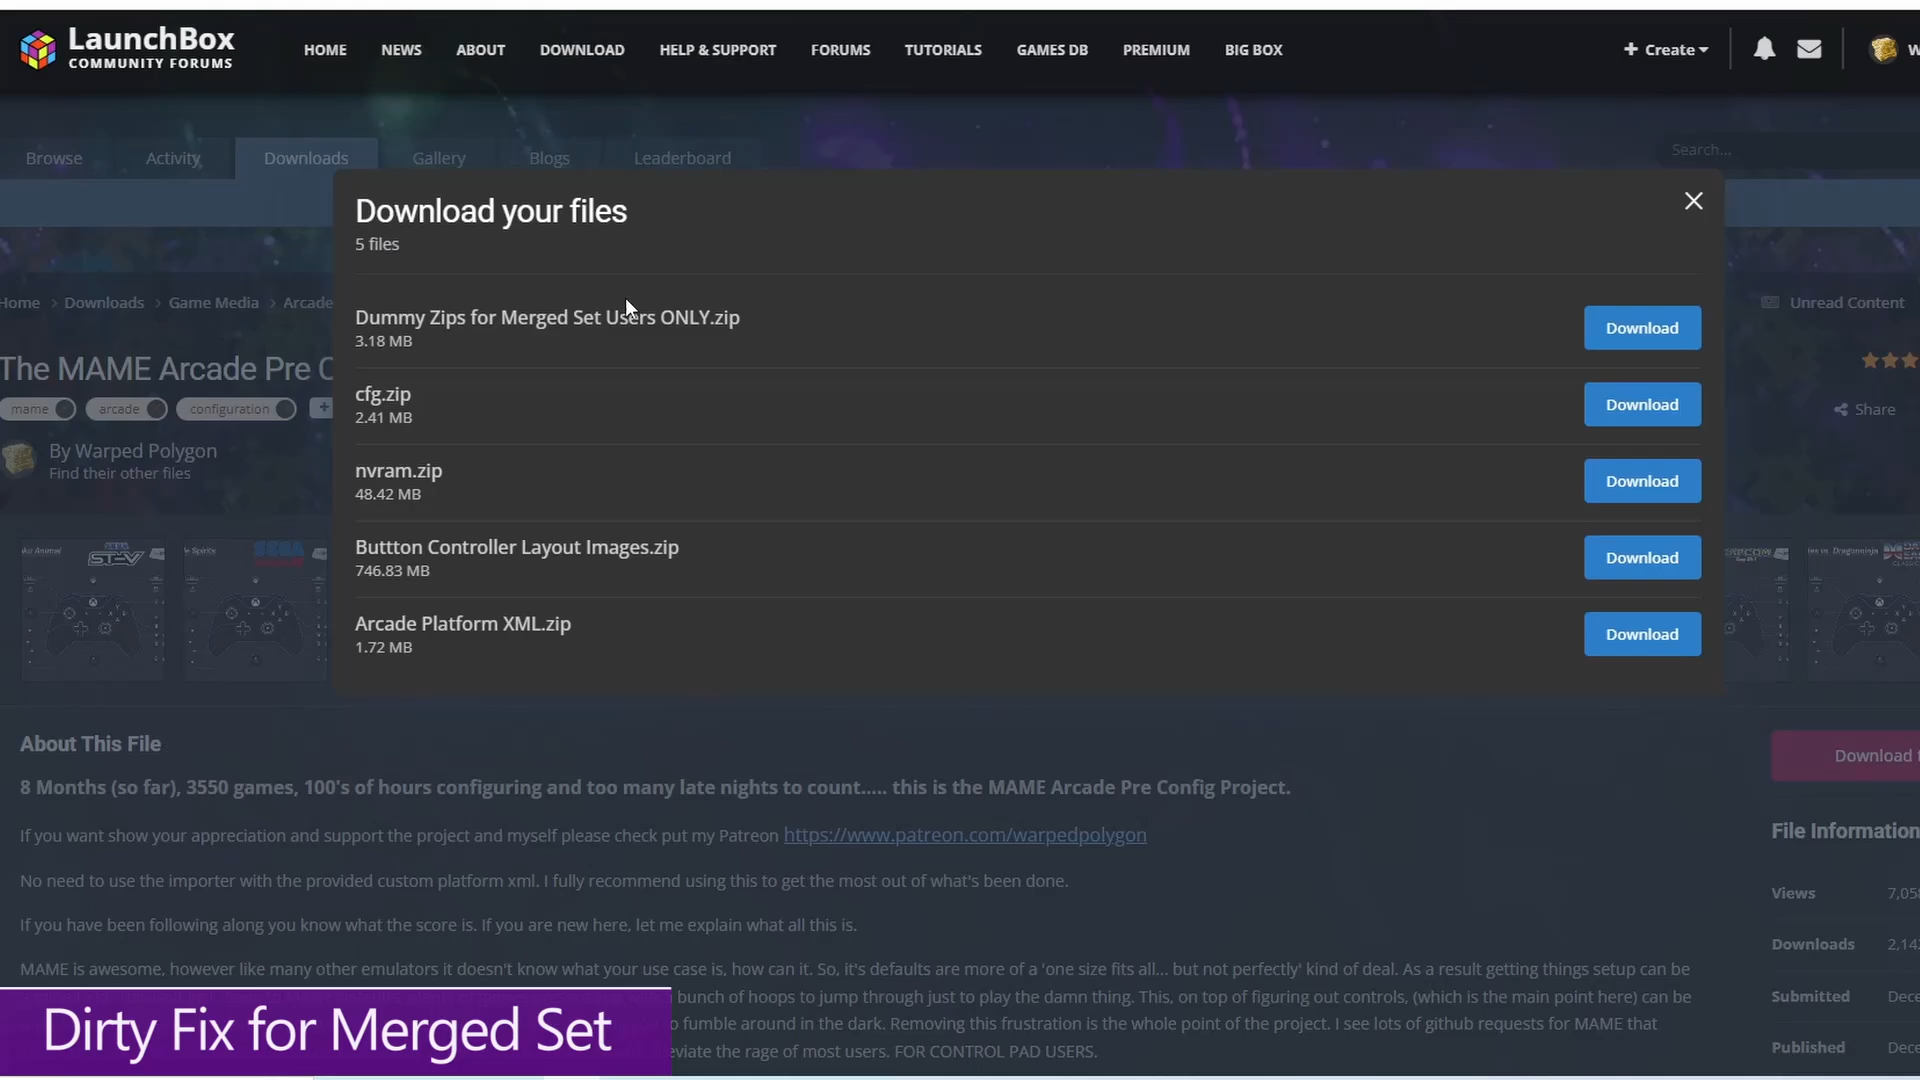 LaunchBox
COMMUNITY FORUMS
HOME NEWS ABOUT DOWNLOAD HELP & SUPPORT FORUMS TUTORIALS GAMES DB PREMIUM BIG BOX
+ Create
W
Browse Activity Downloads Gallery Blogs Leaderboard
Search...
Download your files
5 files
Home > Downloads > Game Media > Arcade
Unread Content
Dummy Zips for Merged Set Users ONLY.zip
3.18 MB
Download
The MAME Arcade Pre C
cfg.zip
2.41 MB
Download
mame arcade configuration +
Share
By Warped Polygon
Find their other files
nvram.zip
48.42 MB
Download
Buttton Controller Layout Images.zip
746.83 MB
Download
Arcade Platform XML.zip
1.72 MB
Download
About This File
Download t
8 Months (so far), 3550 games, 100's of hours configuring and too many late nights to count..... this is the MAME Arcade Pre Config Project.
If you want show your appreciation and support the project and myself please check put my Patreon https://www.patreon.com/warpedpolygon
File Information
No need to use the importer with the provided custom platform xml. I fully recommend using this to get the most out of what's been done.
Views 7,058
If you have been following along you know what the score is. If you are new here, let me explain what all this is.
Downloads 2,143
MAME is awesome, however like many other emulators it doesn't know what your use case is, how can it. So, it's defaults are more of a 'one size fits all... but not perfectly' kind of deal. As a result getting things setup can be
bunch of hoops to jump through just to play the damn thing. This, on top of figuring out controls, (which is the main point here) can be
Submitted Dece
o fumble around in the dark. Removing this frustration is the whole point of the project. I see lots of github requests for MAME that
eviate the rage of most users. FOR CONTROL PAD USERS.
Published Dece
Dirty Fix for Merged Set